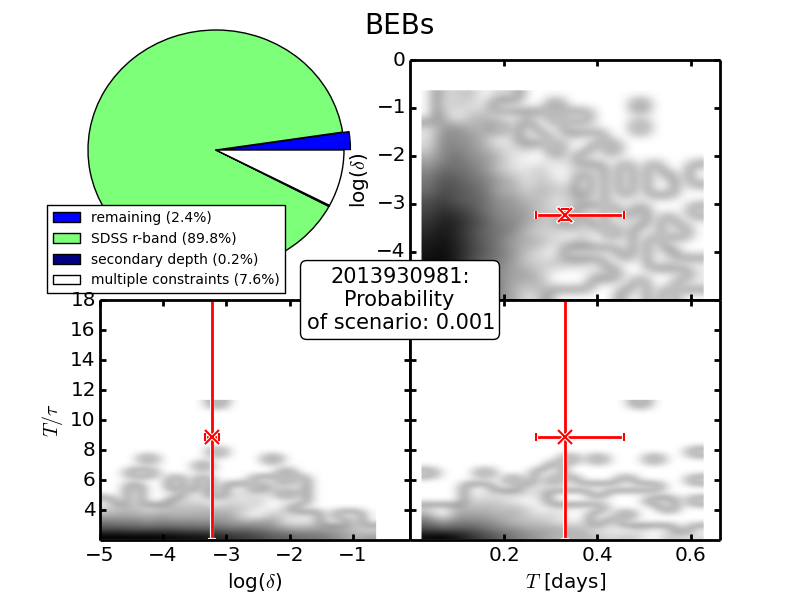 BEBs
remaining (2.4%)
SDSS r-band (89.8%)
secondary depth (0.2%)
multiple constraints (7.6%)
0
−1
−2
−3
−4
log(δ)
2013930981:
Probability
of scenario: 0.001
18
16
14
12
10
8
6
4
T/τ
−5 −4 −3 −2 −1
log(δ)
0.2 0.4 0.6
T [days]